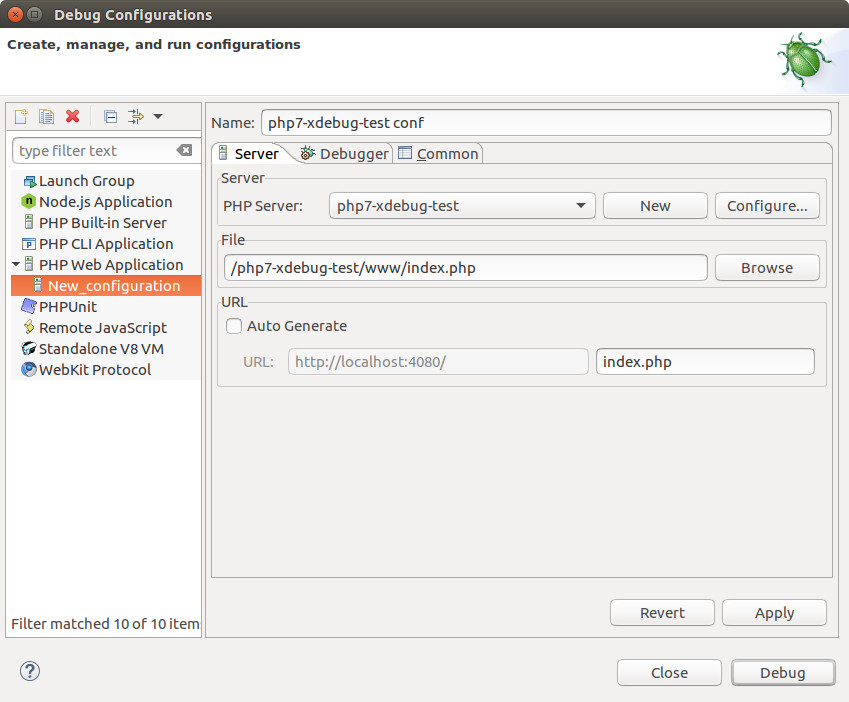 Debug Configurations
Create, manage, and run configurations
type filter text
Launch Group
Node.js Application
PHP Built-in Server
PHP CLI Application
PHP Web Application
New_configuration
PHPUnit
Remote JavaScript
Standalone V8 VM
WebKit Protocol
Filter matched 10 of 10 item
Name: php7-xdebug-test conf
Server Debugger Common
Server
PHP Server: php7-xdebug-test New Configure...
File
/php7-xdebug-test/www/index.php Browse
URL
Auto Generate
URL: http://localhost:4080/ index.php
Revert Apply
? Close Debug